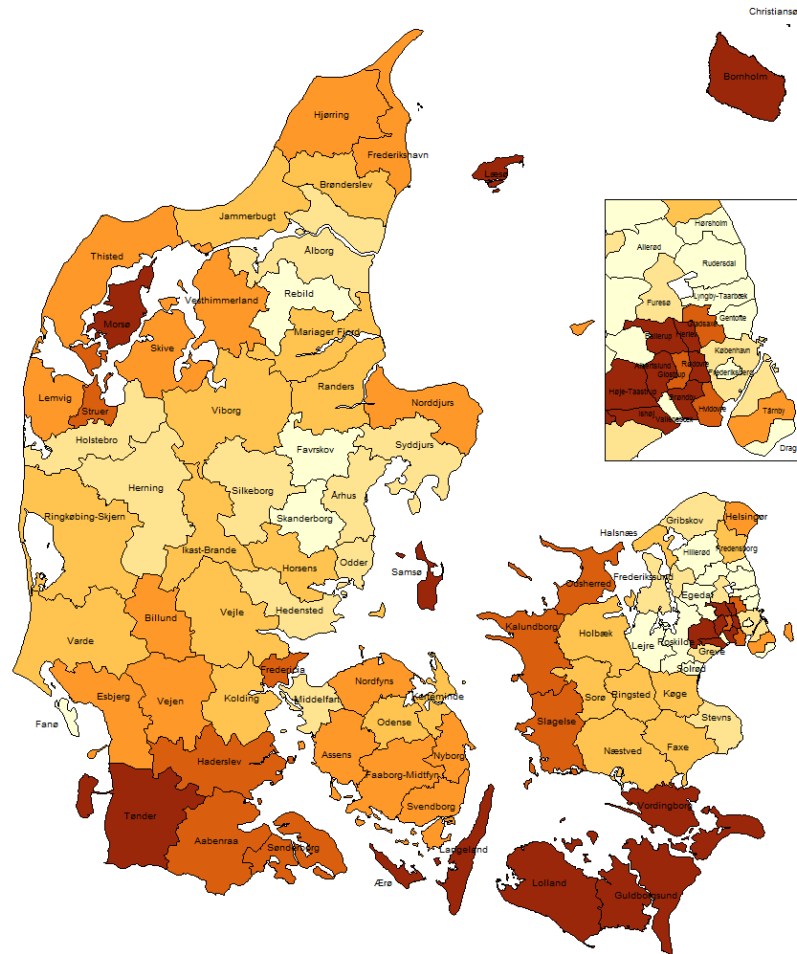 Christiansø
Bornholm
Hjørring
Frederikshavn
Brønderslev
Læsø
Jammerbugt
Thisted
Ålborg
Vesthimmerland
Rebild
Morsø
Mariager Fjord
Skive
Randers
Lemvig
Struer
Viborg
Norddjurs
Holstebro
Favrskov
Syddjurs
Herning
Silkeborg
Århus
Ringkøbing-Skjern
Skanderborg
Ikast-Brande
Horsens
Odder
Samsø
Hedensted
Billund
Vejle
Varde
Fredericia
Esbjerg
Vejen
Kolding
Middelfart
Nordfyns
Kerteminde
Odense
Fanø
Assens
Nyborg
Faaborg-Midtfyn
Haderslev
Svendborg
Tønder
Aabenraa
Sønderborg
Langeland
Ærø
Hørsholm
Allerød
Rudersdal
Lyngby-Taarbæk
Furesø
Gentofte
Gladsaxe
Ballerup
Herlev
København
Albertslund
Rødovre
Frederiksberg
Glostrup
Høje-Taastrup
Brøndby
Hvidovre
Ishøj
Vallensbæk
Tårnby
Drag
Gribskov
Helsingør
Halsnæs
Hillerød
Fredensborg
Odsherred
Frederikssund
Egedal
Kalundborg
Holbæk
Lejre
Roskilde
Greve
Solrød
Sorø
Ringsted
Køge
Slagelse
Stevns
Næstved
Faxe
Vordingborg
Lolland
Guldborgsund